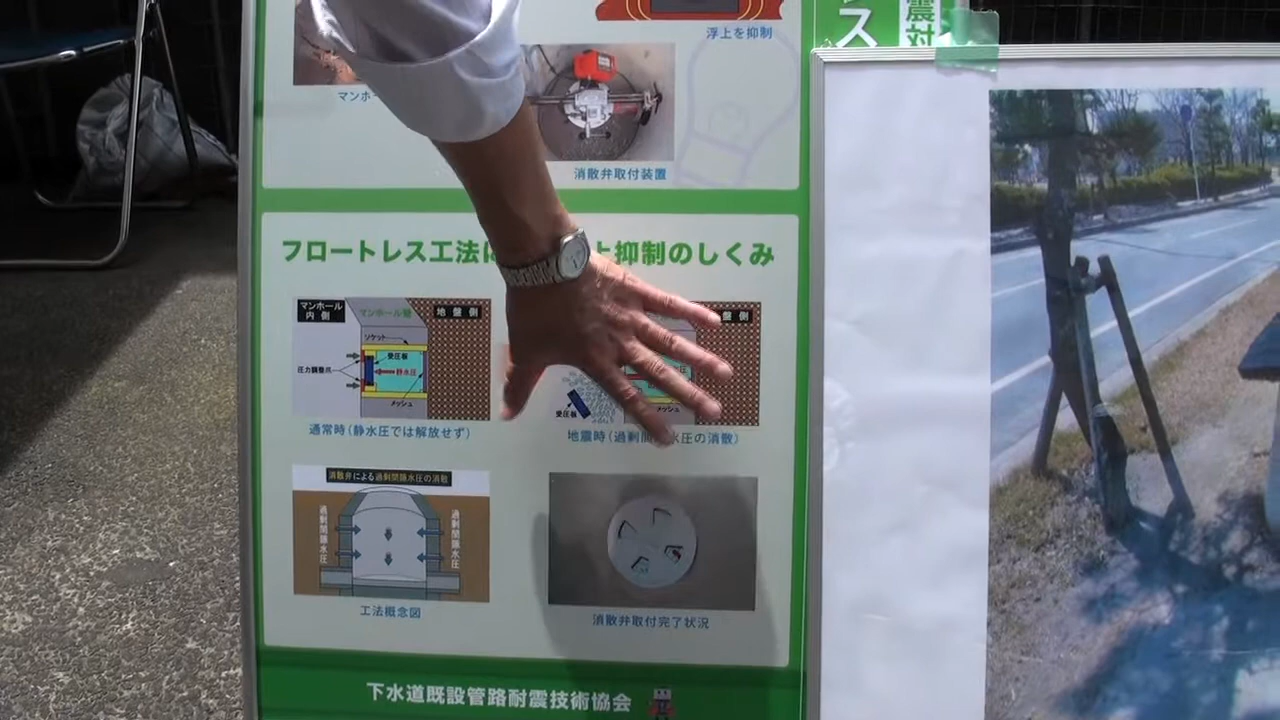 浮上を抑制
ス
震対
マンホー
消散弁取付装置
フロートレス工法に
上抑制のしくみ
マンホール
内側
マンホール壁
地盤側
ソケット
受圧板
圧力調整爪
静水圧
メッシュ
通常時(静水圧では解放せず)
盤側
圧
受圧板
メッシュ
地震時(過剰間
水圧の消散)
消散弁による過剰間隙水圧の消散
過剰間隙水圧
過剰間隙水圧
工法概念図
消散弁取付完了状況
下水道既設管路耐震技術協会